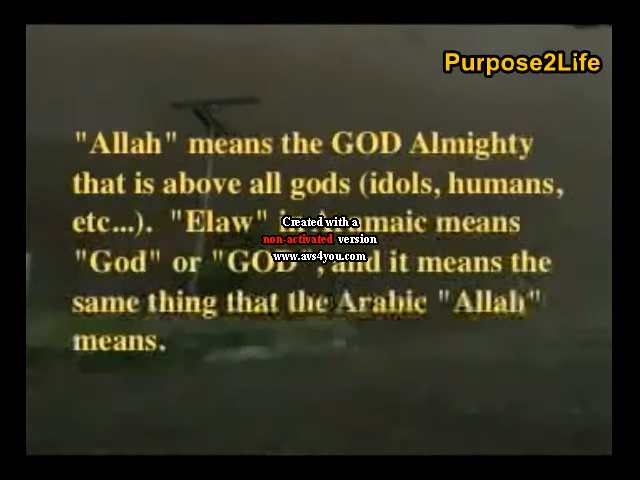 Purpose2Life
"Allah" means the GOD Almighty
that is above all gods (idols, humans,
etc...). "Elaw" in Aramaic means
"God" or "GOD", and it means the
same thing that the Arabic "Allah"
means.
Created with a
non-activated version
www.avs4you.com